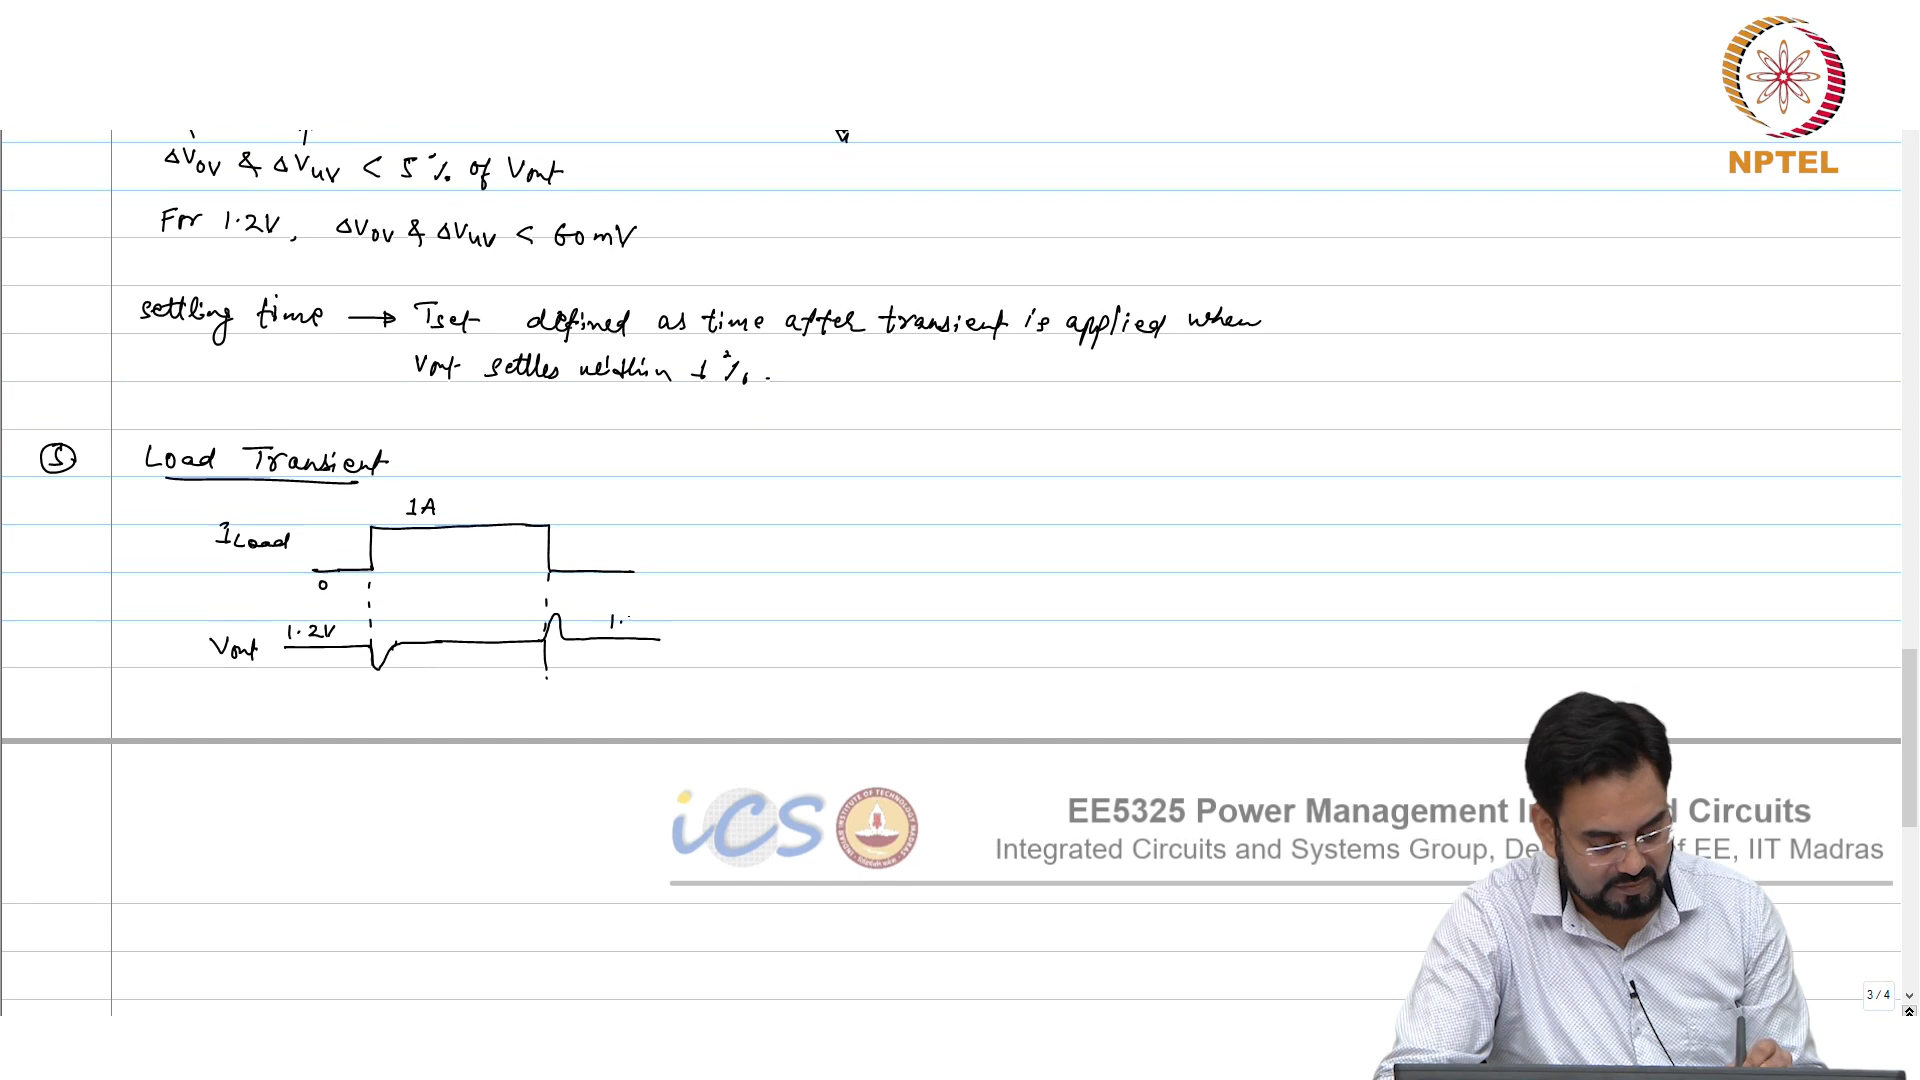 NPTEL
ΔVov & ΔVuv < 5% of Vout
For 1.2V, ΔVov & ΔVuv < 60mV
settling time → Tset defined as time after transient is applied when
Vout settles within 1%.
5 Load Transient
1A
ILoad
0
1.2V
1.
Vout
iCS
EE5325 Power Management In d Circuits
Integrated Circuits and Systems Group, De f EE, IIT Madras
3 / 4